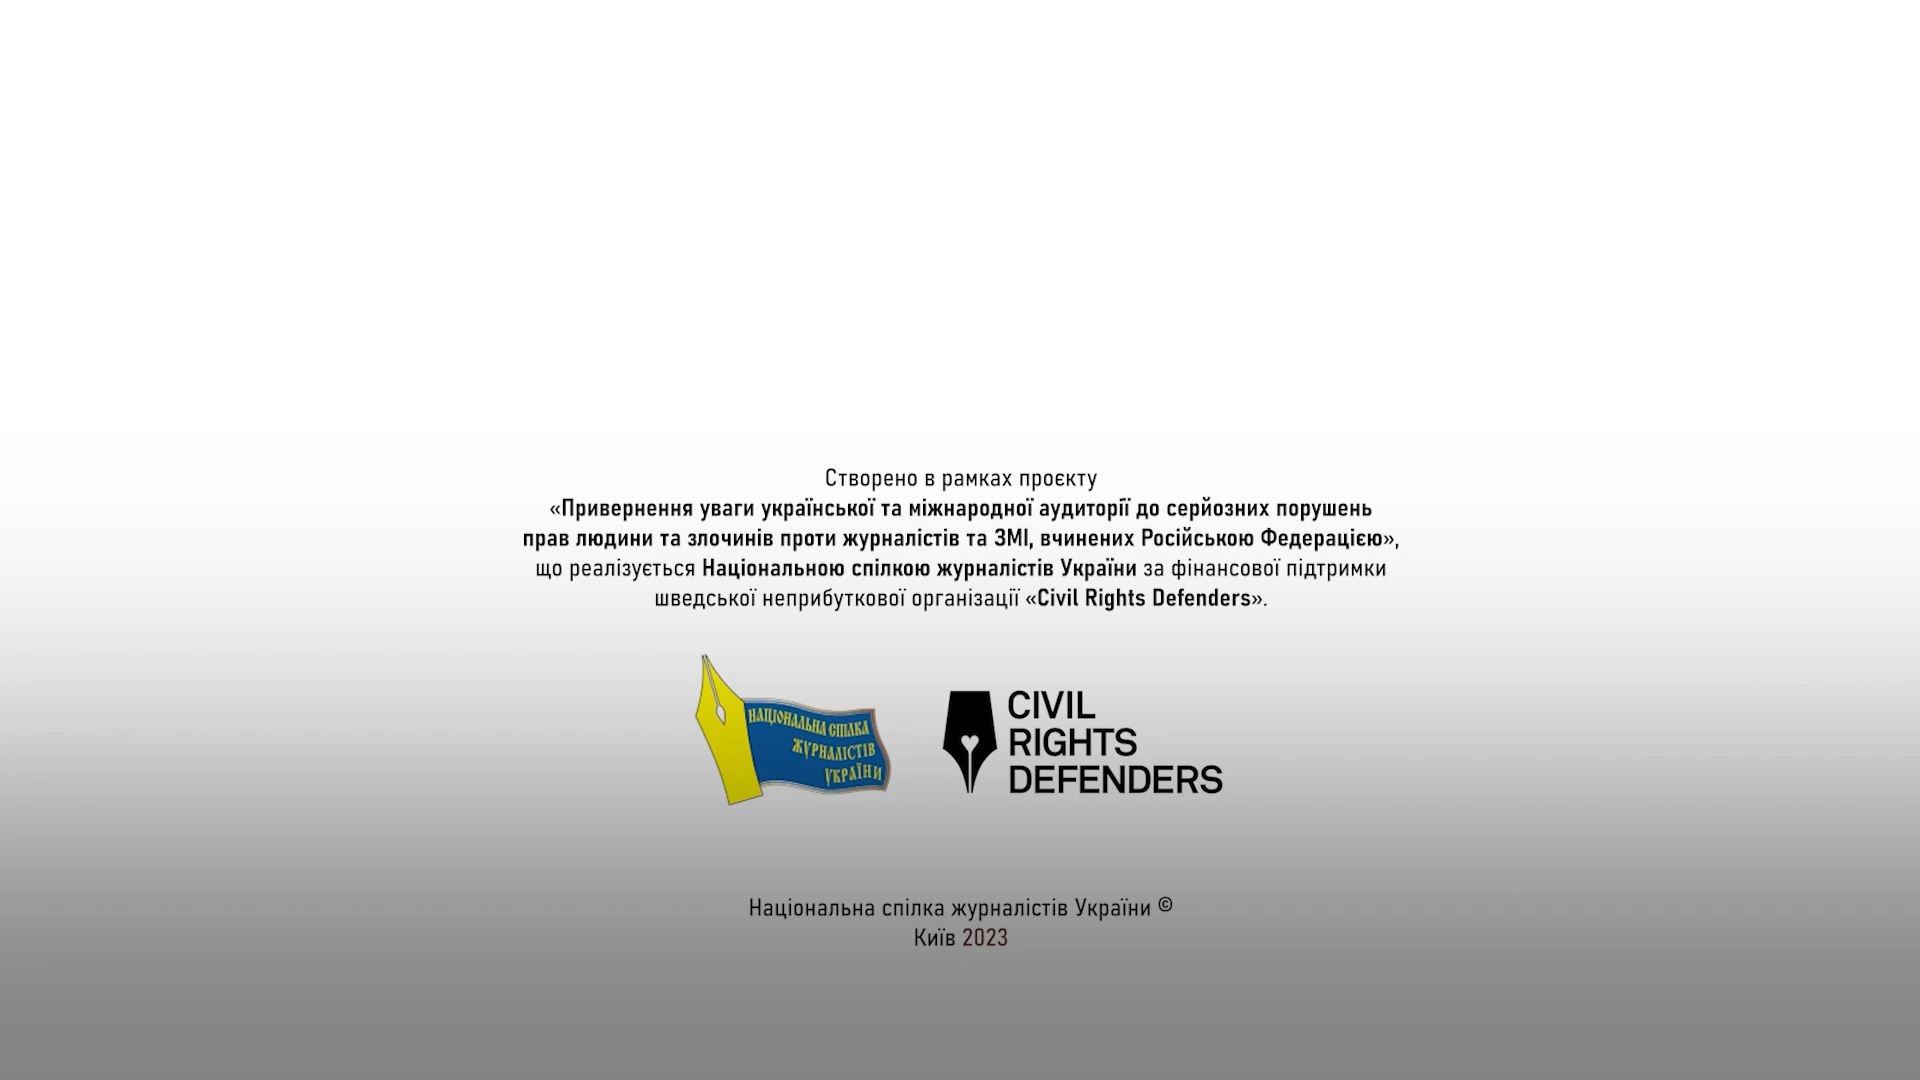 Створено в рамках проєкту
«Привернення уваги української та міжнародної аудиторії до серйозних порушень
прав людини та злочинів проти журналістів та ЗМІ, вчинених Російською Федерацією»,
що реалізується Національною спілкою журналістів України за фінансової підтримки
шведської неприбуткової організації «Civil Rights Defenders».
НАЦІОНАЛЬНА СПІЛКА
ЖУРНАЛІСТІВ
УКРАЇНИ
CIVIL
RIGHTS
DEFENDERS
Національна спілка журналістів України ©
Київ 2023